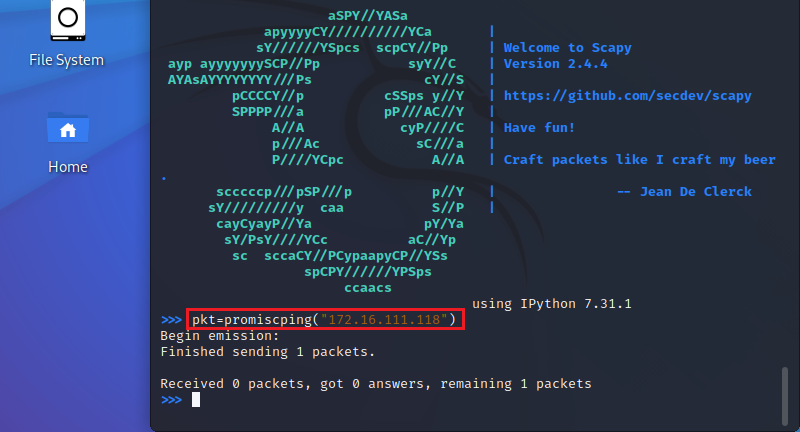 File System
Home
                     aSPY//YASa
             apyyyyCY//////////YCa       |
            sY//////YSpcs  scpCY//Pp     | Welcome to Scapy
 ayp ayyyyyyySCP//Pp           syY//C    | Version 2.4.4
 AYAsAYYYYYYYY///Ps              cY//S   |
         pCCCCY//p          cSSps y//Y   | https://github.com/secdev/scapy
         SPPPP///a          pP///AC//Y   |
              A//A            cyP////C   | Have fun!
              p///Ac            sC///a   |
              P////YCpc           A//A   | Craft packets like I craft my beer
.
       scccccp///pSP///p          p//Y   |               -- Jean De Clerck
      sY/////////y  caa           S//P   |
       cayCyayP//Ya              pY/Ya
        sY/PsY////YCc          aC//Yp
         sc  sccaCY//PCypaapyCP//YSs
                  spCPY//////YPSps
                       ccaacs
                                       using IPython 7.31.1
>>> pkt=promiscping("172.16.111.118")
Begin emission:
Finished sending 1 packets.

Received 0 packets, got 0 answers, remaining 1 packets
>>>